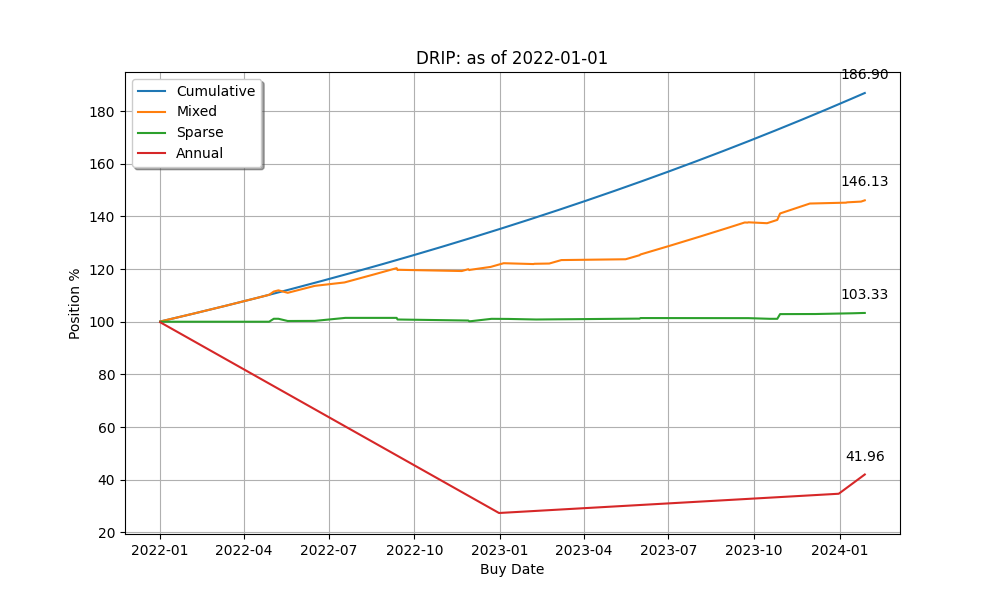 DRIP: as of 2022-01-01
Cumulative
Mixed
Sparse
Annual
186.90
146.13
103.33
41.96
Position %
180
160
140
120
100
80
60
40
20
2022-01 2022-04 2022-07 2022-10 2023-01 2023-04 2023-07 2023-10 2024-01
Buy Date